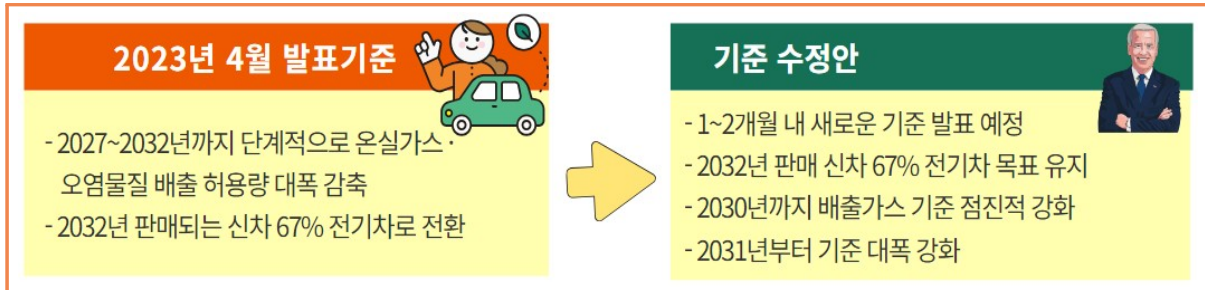 2023년 4월 발표기준
- 2027~2032년까지 단계적으로 온실가스 ·
오염물질 배출 허용량 대폭 감축
- 2032년 판매되는 신차 67% 전기차로 전환
기준 수정안
- 1~2개월 내 새로운 기준 발표 예정
- 2032년 판매 신차 67% 전기차 목표 유지
- 2030년까지 배출가스 기준 점진적 강화
- 2031년부터 기준 대폭 강화